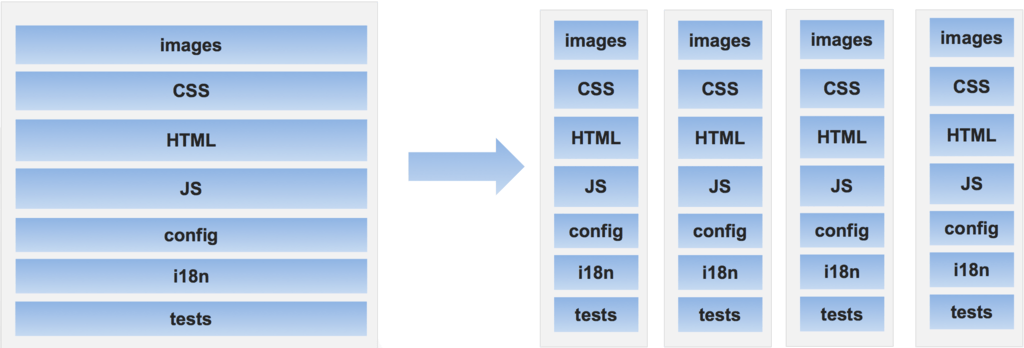 images
CSS
HTML
JS
config
i18n
tests
images
CSS
HTML
JS
config
i18n
tests
images
CSS
HTML
JS
config
i18n
tests
images
CSS
HTML
JS
config
i18n
tests
images
CSS
HTML
JS
config
i18n
tests